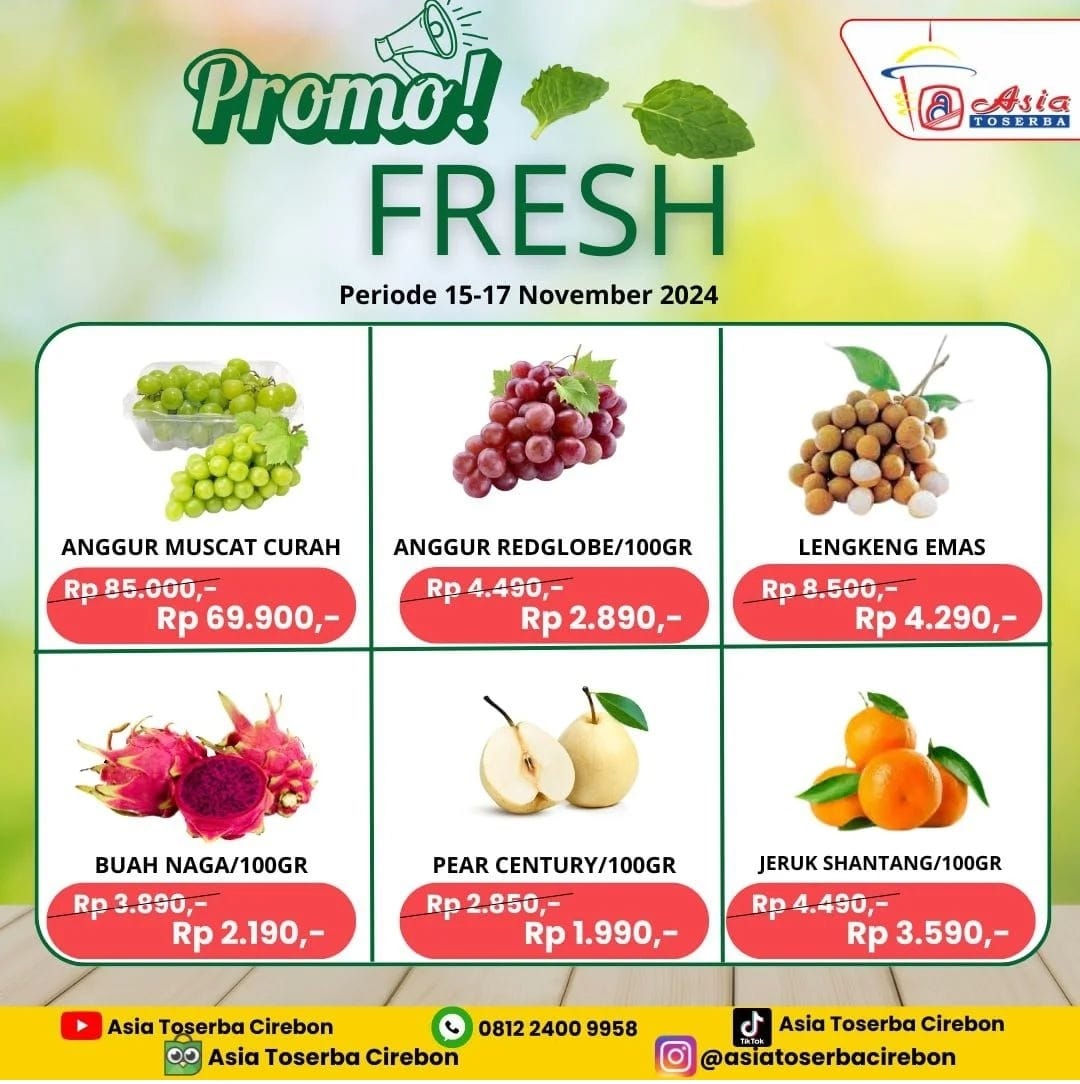 Promo!
FRESH
Asia
TOSERBA
Periode 15-17 November 2024
ANGGUR MUSCAT CURAH
Rp 85.000,-
Rp 69.900,-
ANGGUR REDGLOBE/100GR
Rp 4.490,-
Rp 2.890,-
LENGKENG EMAS
Rp 8.500,-
Rp 4.290,-
BUAH NAGA/100GR
Rp 3.890,-
Rp 2.190,-
PEAR CENTURY/100GR
Rp 2.850,-
Rp 1.990,-
JERUK SHANTANG/100GR
Rp 4.490,-
Rp 3.590,-
Asia Toserba Cirebon
0812 2400 9958
TikTok
Asia Toserba Cirebon
Asia Toserba Cirebon
@asiatoserbacirebon